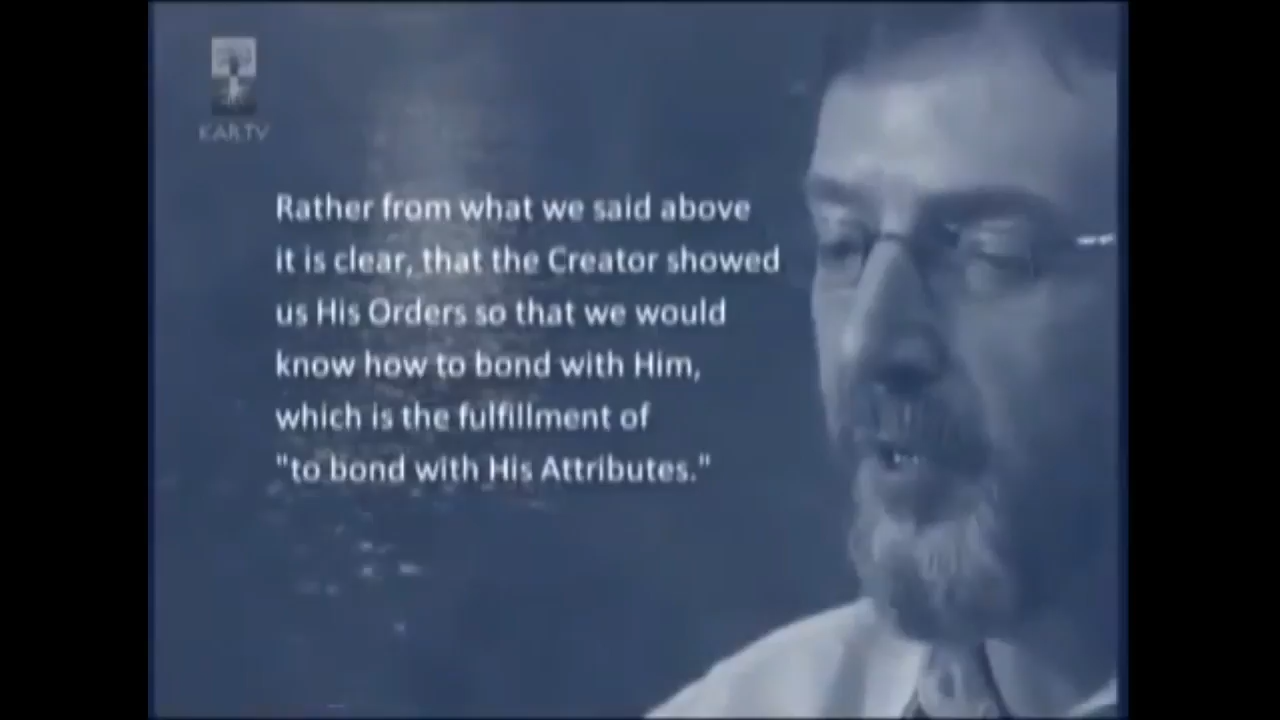 KAB.TV
Rather from what we said above
it is clear, that the Creator showed
us His Orders so that we would
know how to bond with Him,
which is the fulfillment of
"to bond with His Attributes."